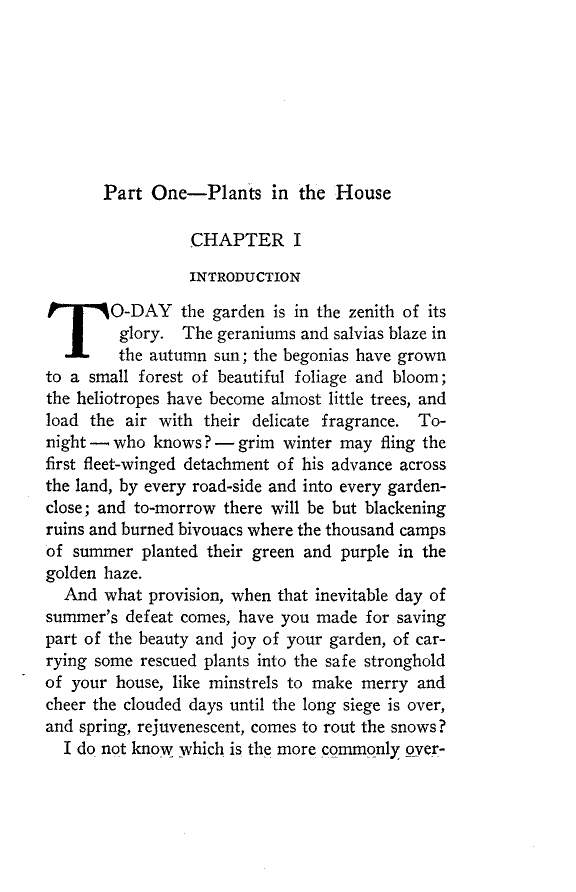 Part One—Plants in the House
CHAPTER I
INTRODUCTION
TO-DAY the garden is in the zenith of its
glory. The geraniums and salvias blaze in
the autumn sun; the begonias have grown
to a small forest of beautiful foliage and bloom;
the heliotropes have become almost little trees, and
load the air with their delicate fragrance. To-
night — who knows? — grim winter may fling the
first fleet-winged detachment of his advance across
the land, by every road-side and into every garden-
close; and to-morrow there will be but blackening
ruins and burned bivouacs where the thousand camps
of summer planted their green and purple in the
golden haze.
And what provision, when that inevitable day of
summer's defeat comes, have you made for saving
part of the beauty and joy of your garden, of car-
rying some rescued plants into the safe stronghold
of your house, like minstrels to make merry and
cheer the clouded days until the long siege is over,
and spring, rejuvenescent, comes to rout the snows?
I do not know which is the more commonly over-